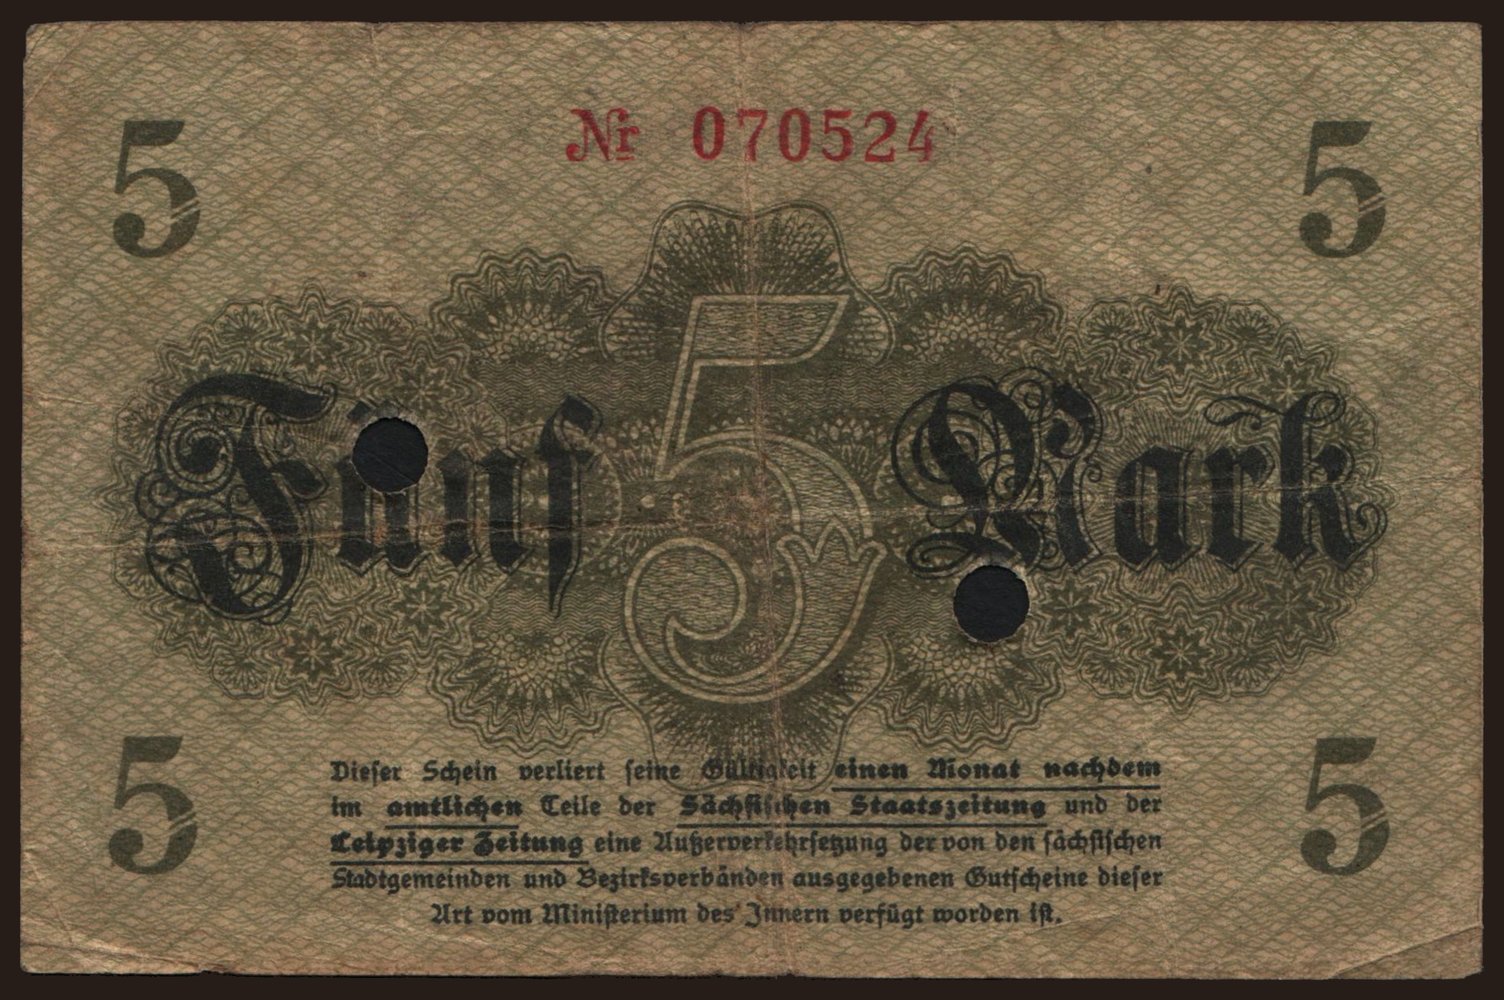 Nr 070524
5 5
Fünf 5 Mark
5 5
Dieser Schein verliert seine Gültigkeit einen Monat nachdem
im amtlichen Teile der Sächsischen Staatszeitung und der
Leipziger Zeitung eine Außerverkehrsetzung der von den sächsischen
Stadtgemeinden und Bezirksverbänden ausgegebenen Gutscheine dieser
Art vom Ministerium des Innern verfügt worden ist.